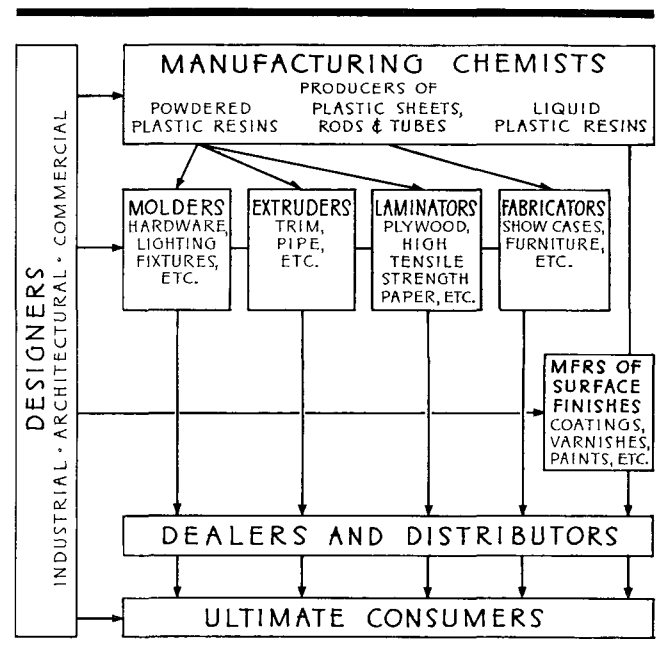 MANUFACTURING CHEMISTS
POWDERED
PLASTIC RESINS
PRODUCERS OF
PLASTIC SHEETS,
RODS & TUBES
LIQUID
PLASTIC RESINS
DESIGNERS
INDUSTRIAL · ARCHITECTURAL · COMMERCIAL
MOLDERS
HARDWARE,
LIGHTING
FIXTURES,
ETC.
EXTRUDERS
TRIM,
PIPE,
ETC.
LAMINATORS
PLYWOOD,
HIGH
TENSILE
STRENGTH
PAPER, ETC.
FABRICATORS
SHOW CASES,
FURNITURE,
ETC.
MFRS OF
SURFACE
FINISHES
COATINGS,
VARNISHES,
PAINTS, ETC.
DEALERS AND DISTRIBUTORS
ULTIMATE CONSUMERS